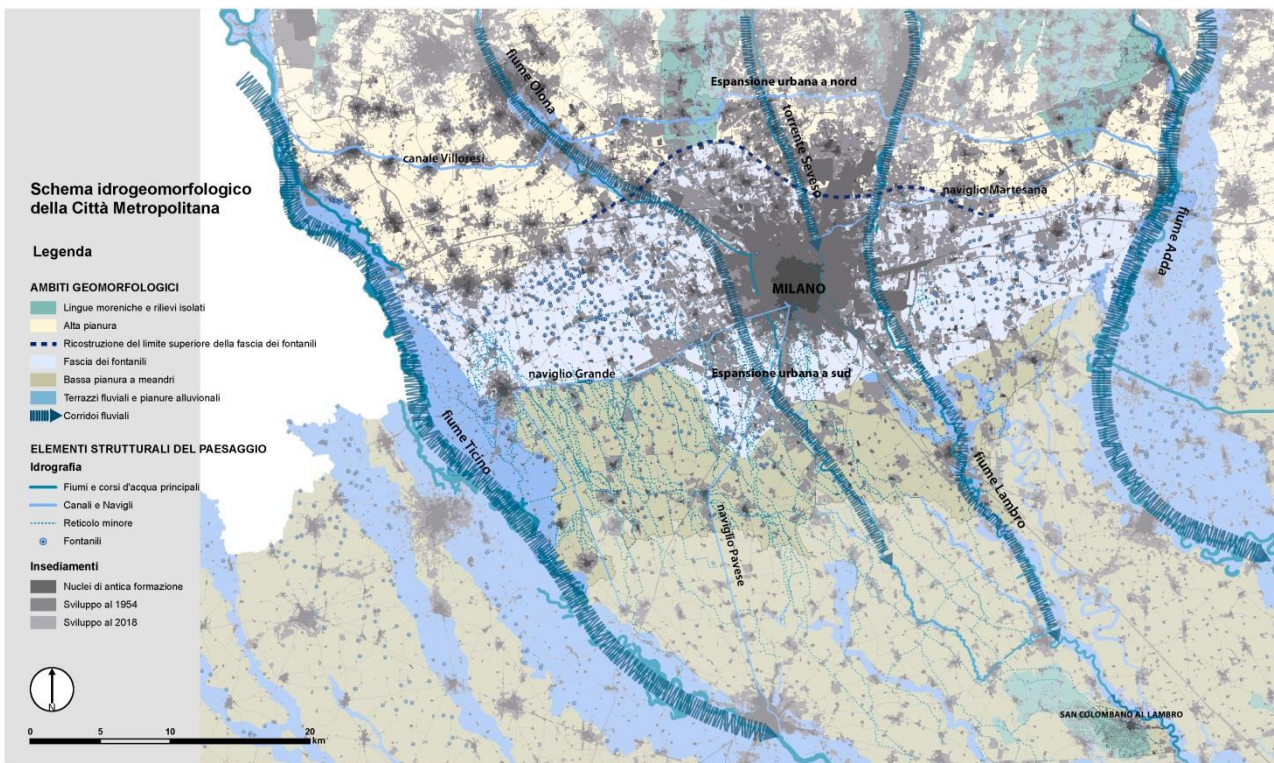 Schema idrogeomorfologico
della Città Metropolitana
Legenda
AMBITI GEOMORFOLOGICI
Lingue moreniche e rilievi isolati
Alta pianura
Ricostruzione del limite superiore della fascia dei fontanili
Fascia dei fontanili
Bassa pianura a meandri
Terrazzi fluviali e pianure alluvionali
Corridoi fluviali
ELEMENTI STRUTTURALI DEL PAESAGGIO
Idrografia
Fiumi e corsi d'acqua principali
Canali e Navigli
Reticolo minore
Fontanili
Insediamenti
Nuclei di antica formazione
Sviluppo al 1954
Sviluppo al 2018
N
0 5 10 20
km
fiume Olona
Espansione urbana a nord
torrente Seveso
canale Villoresi
naviglio Martesana
fiume Adda
MILANO
naviglio Grande
Espansione urbana a sud
fiume Ticino
fiume Lambro
naviglio Pavese
SAN COLOMBANO AL LAMBRO